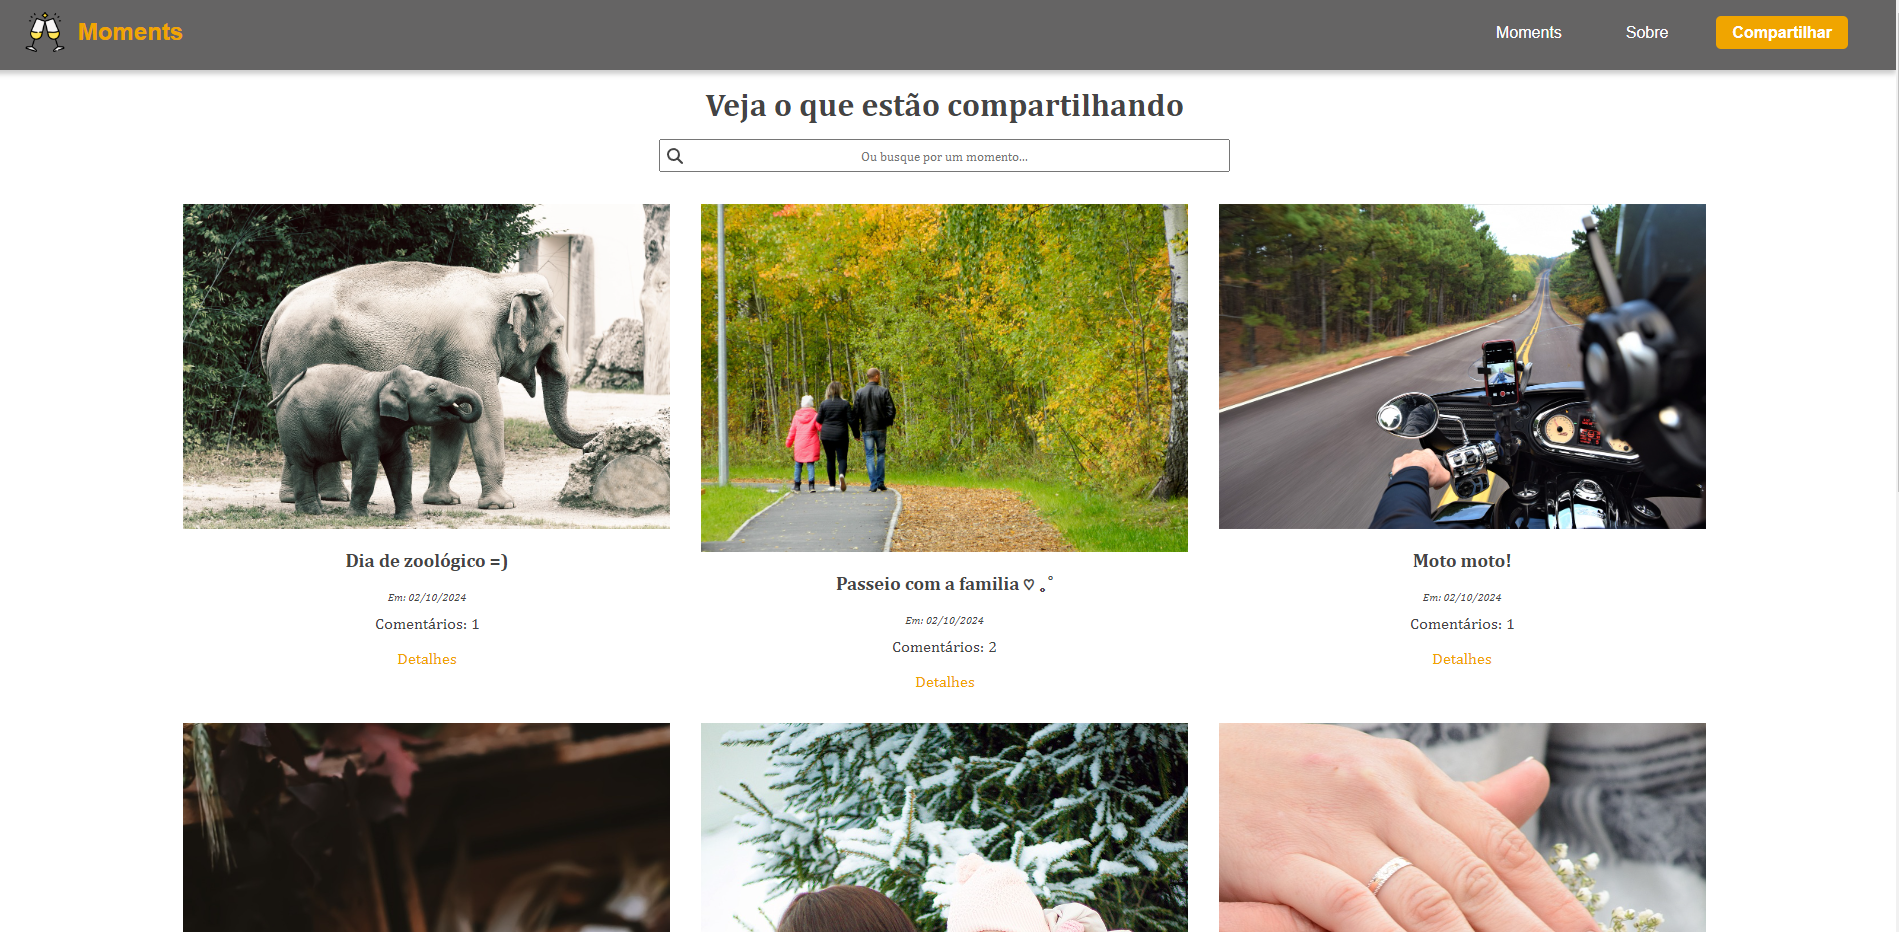 Moments
Moments
Sobre
Compartilhar
Veja o que estão compartilhando
Ou busque por um momento...
Dia de zoológico =)
Em: 02/10/2024
Comentários: 1
Detalhes
Passeio com a familia ♡ ｡ﾟ
Em: 02/10/2024
Comentários: 2
Detalhes
Moto moto!
Em: 02/10/2024
Comentários: 1
Detalhes